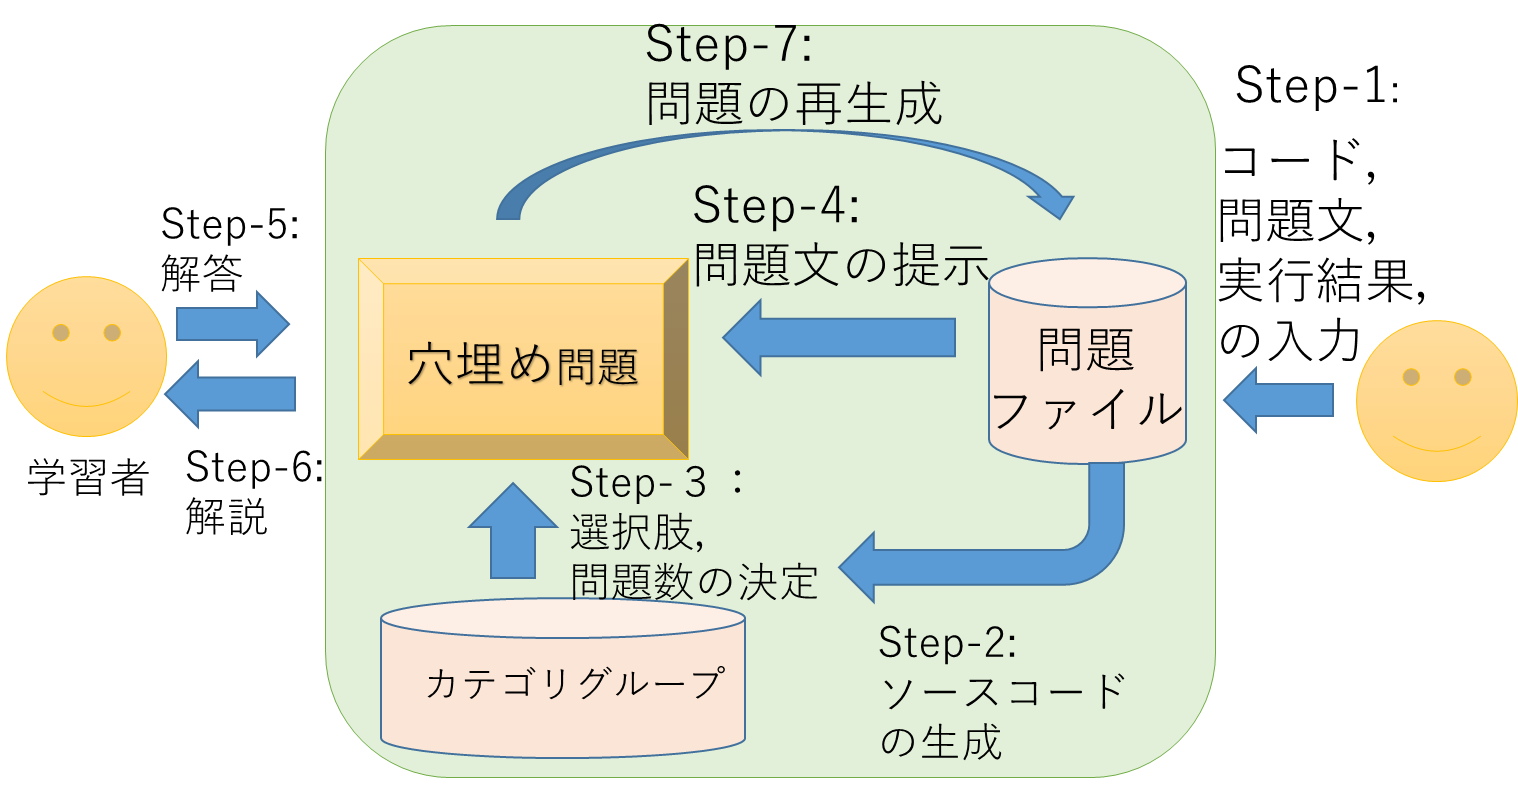 Step-7:
問題の再生成
Step-1:
コード,
問題文,
実行結果,
の入力
Step-4:
問題文の提示
Step-5:
解答
穴埋め問題
問題
ファイル
学習者
Step-6:
解説
Step-３：
選択肢,
問題数の決定
カテゴリグループ
Step-2:
ソースコード
の生成